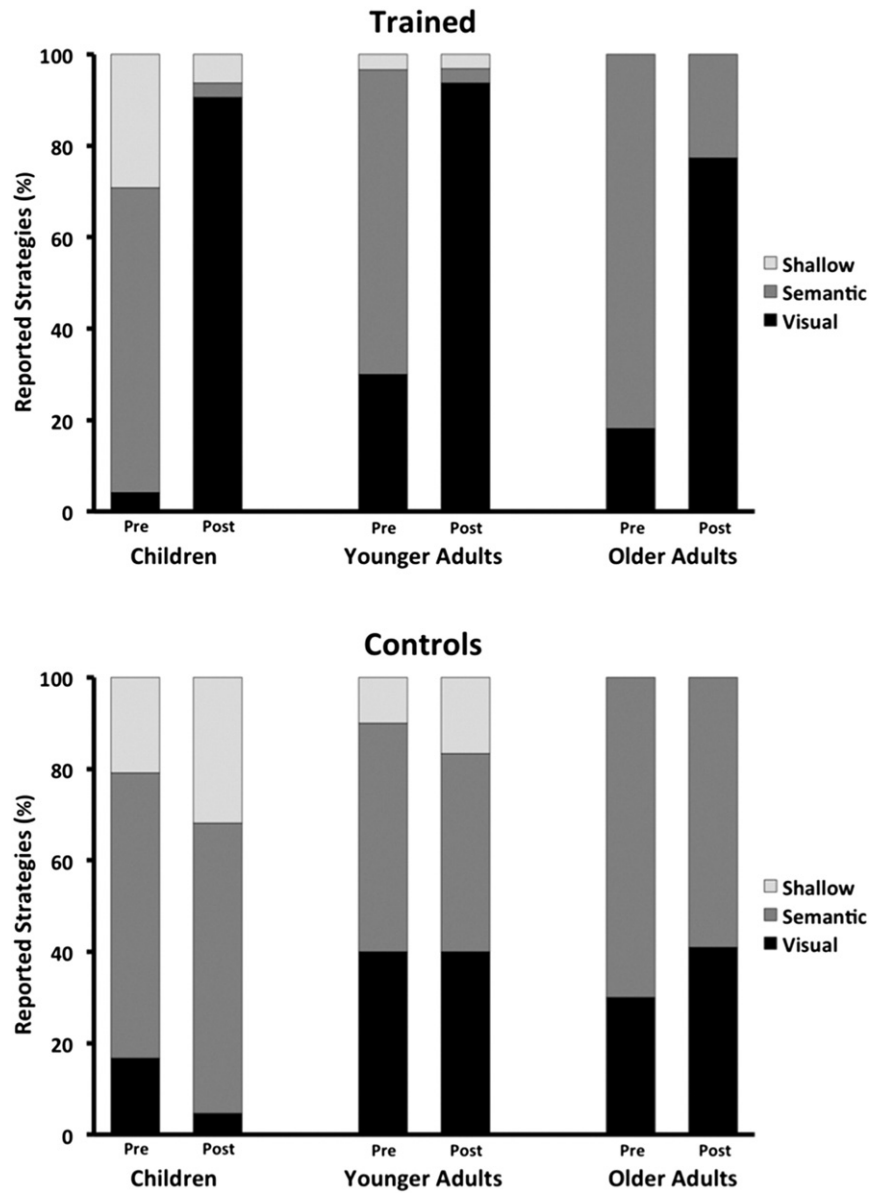 Trained
Reported Strategies (%)
100
80
60
40
20
0
Pre Post Pre Post Pre Post
Children Younger Adults Older Adults
Shallow
Semantic
Visual
Controls
Reported Strategies (%)
100
80
60
40
20
0
Pre Post Pre Post Pre Post
Children Younger Adults Older Adults
Shallow
Semantic
Visual